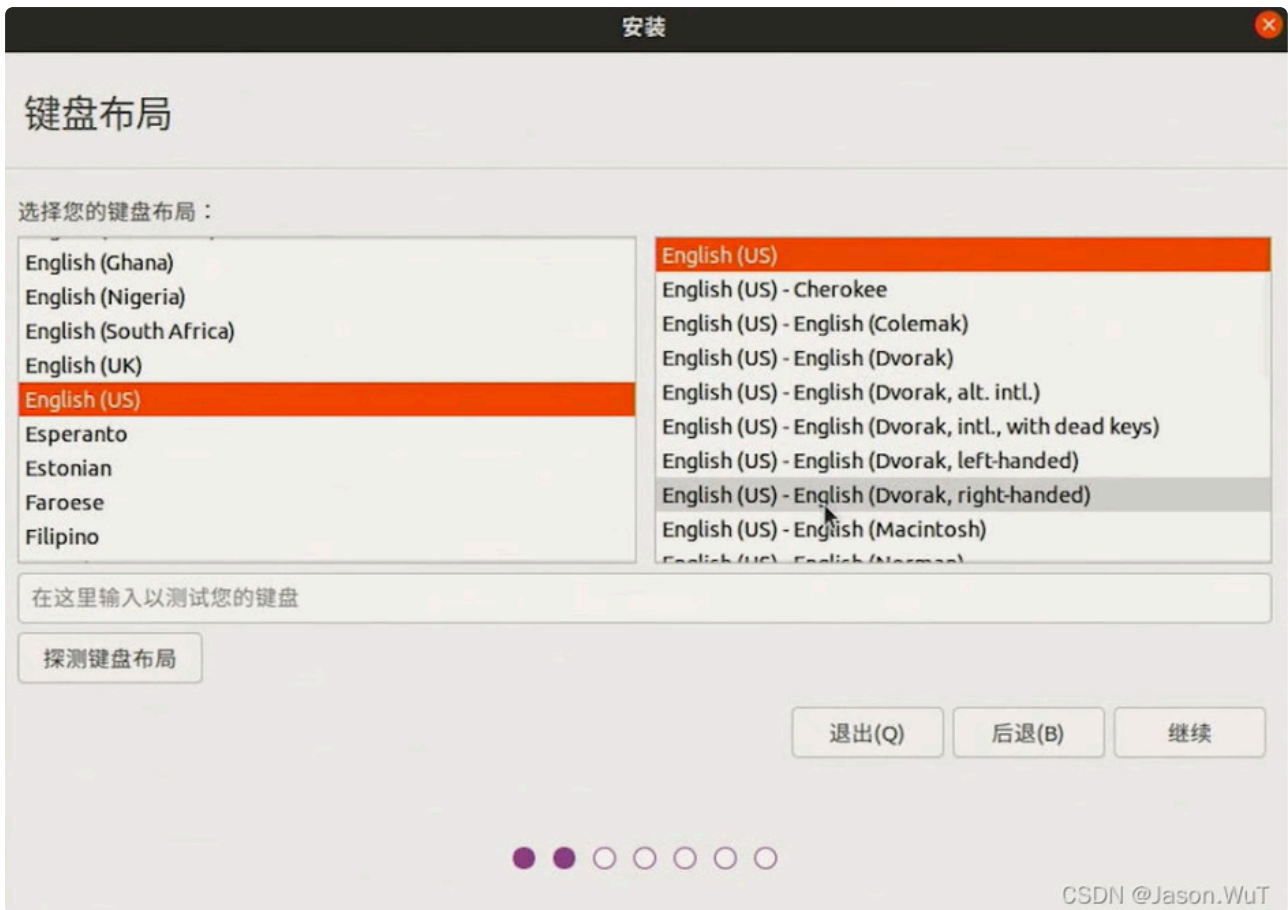 安装
键盘布局
选择您的键盘布局：
English (Ghana)
English (Nigeria)
English (South Africa)
English (UK)
English (US)
Esperanto
Estonian
Faroese
Filipino
English (US)
English (US) - Cherokee
English (US) - English (Colemak)
English (US) - English (Dvorak)
English (US) - English (Dvorak, alt. intl.)
English (US) - English (Dvorak, intl., with dead keys)
English (US) - English (Dvorak, left-handed)
English (US) - English (Dvorak, right-handed)
English (US) - English (Macintosh)
English (US) - English (Norman)
在这里输入以测试您的键盘
探测键盘布局
退出(Q) 后退(B) 继续
CSDN @Jason.WuT